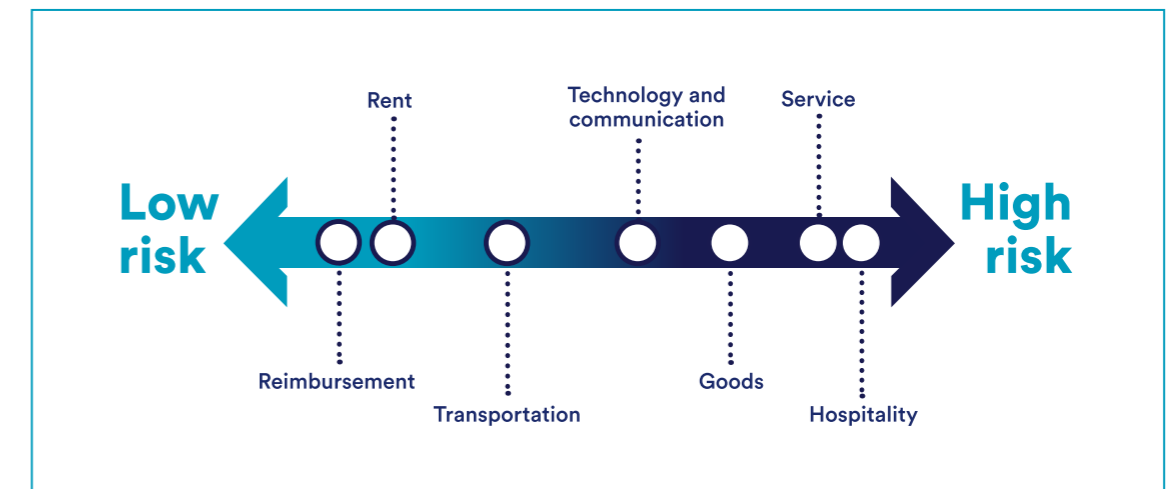 Rent
Technology and
communication
Service
Low
risk
High
risk
Reimbursement
Goods
Transportation
Hospitality